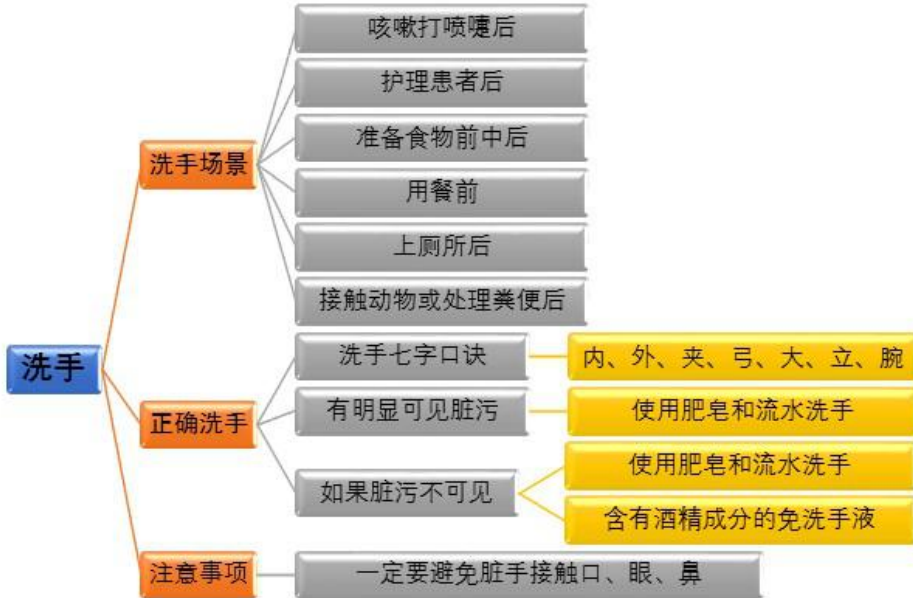 洗手
洗手场景
咳嗽打喷嚏后
护理患者后
准备食物前中后
用餐前
上厕所后
接触动物或处理粪便后
正确洗手
洗手七字口诀
内、外、夹、弓、大、立、腕
有明显可见脏污
使用肥皂和流水洗手
如果脏污不可见
使用肥皂和流水洗手
含有酒精成分的免洗手液
注意事项
一定要避免脏手接触口、眼、鼻